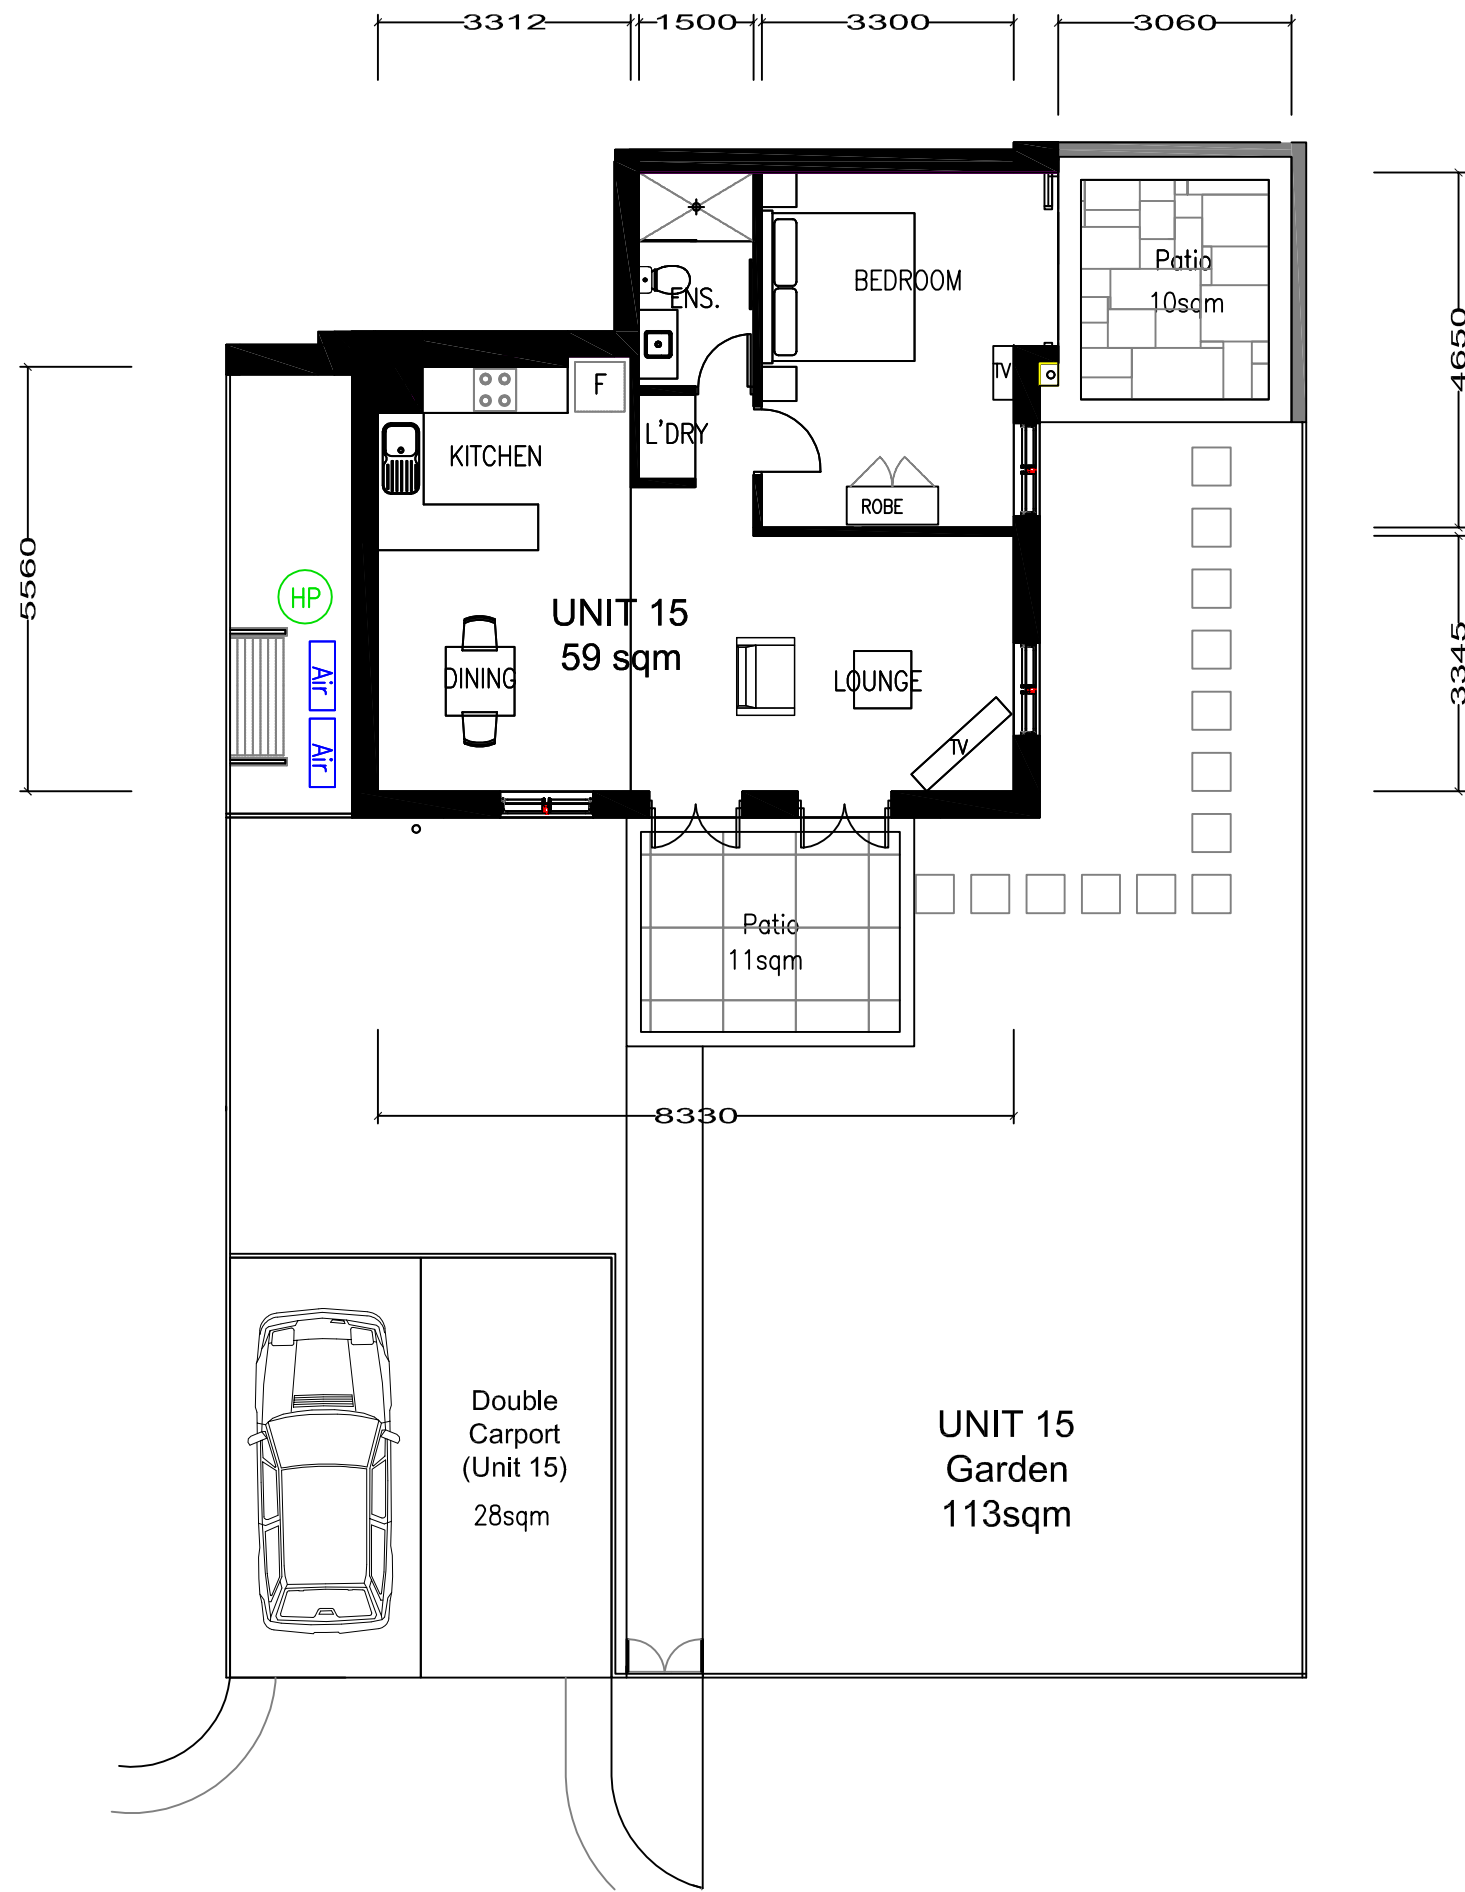 3312
1500
3300
3060
BEDROOM
Patio
10sqm
ENS.
4650
TV
F
L'DRY
KITCHEN
ROBE
5560
HP
UNIT 15
59 sqm
3345
Air
DINING
LOUNGE
TV
Air
Patio
11sqm
8330
Double
Carport
(Unit 15)
28sqm
UNIT 15
Garden
113sqm